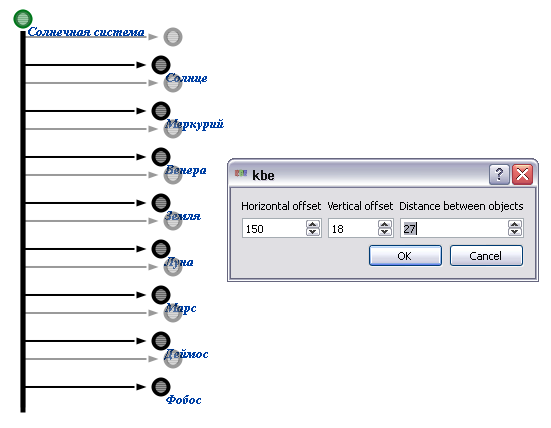 Солнечная система
Солнце
Меркурий
Венера
Земля
Луна
Марс
Деймос
Фобос
kbe
Horizontal offset Vertical offset Distance between objects
150 18 27
OK Cancel